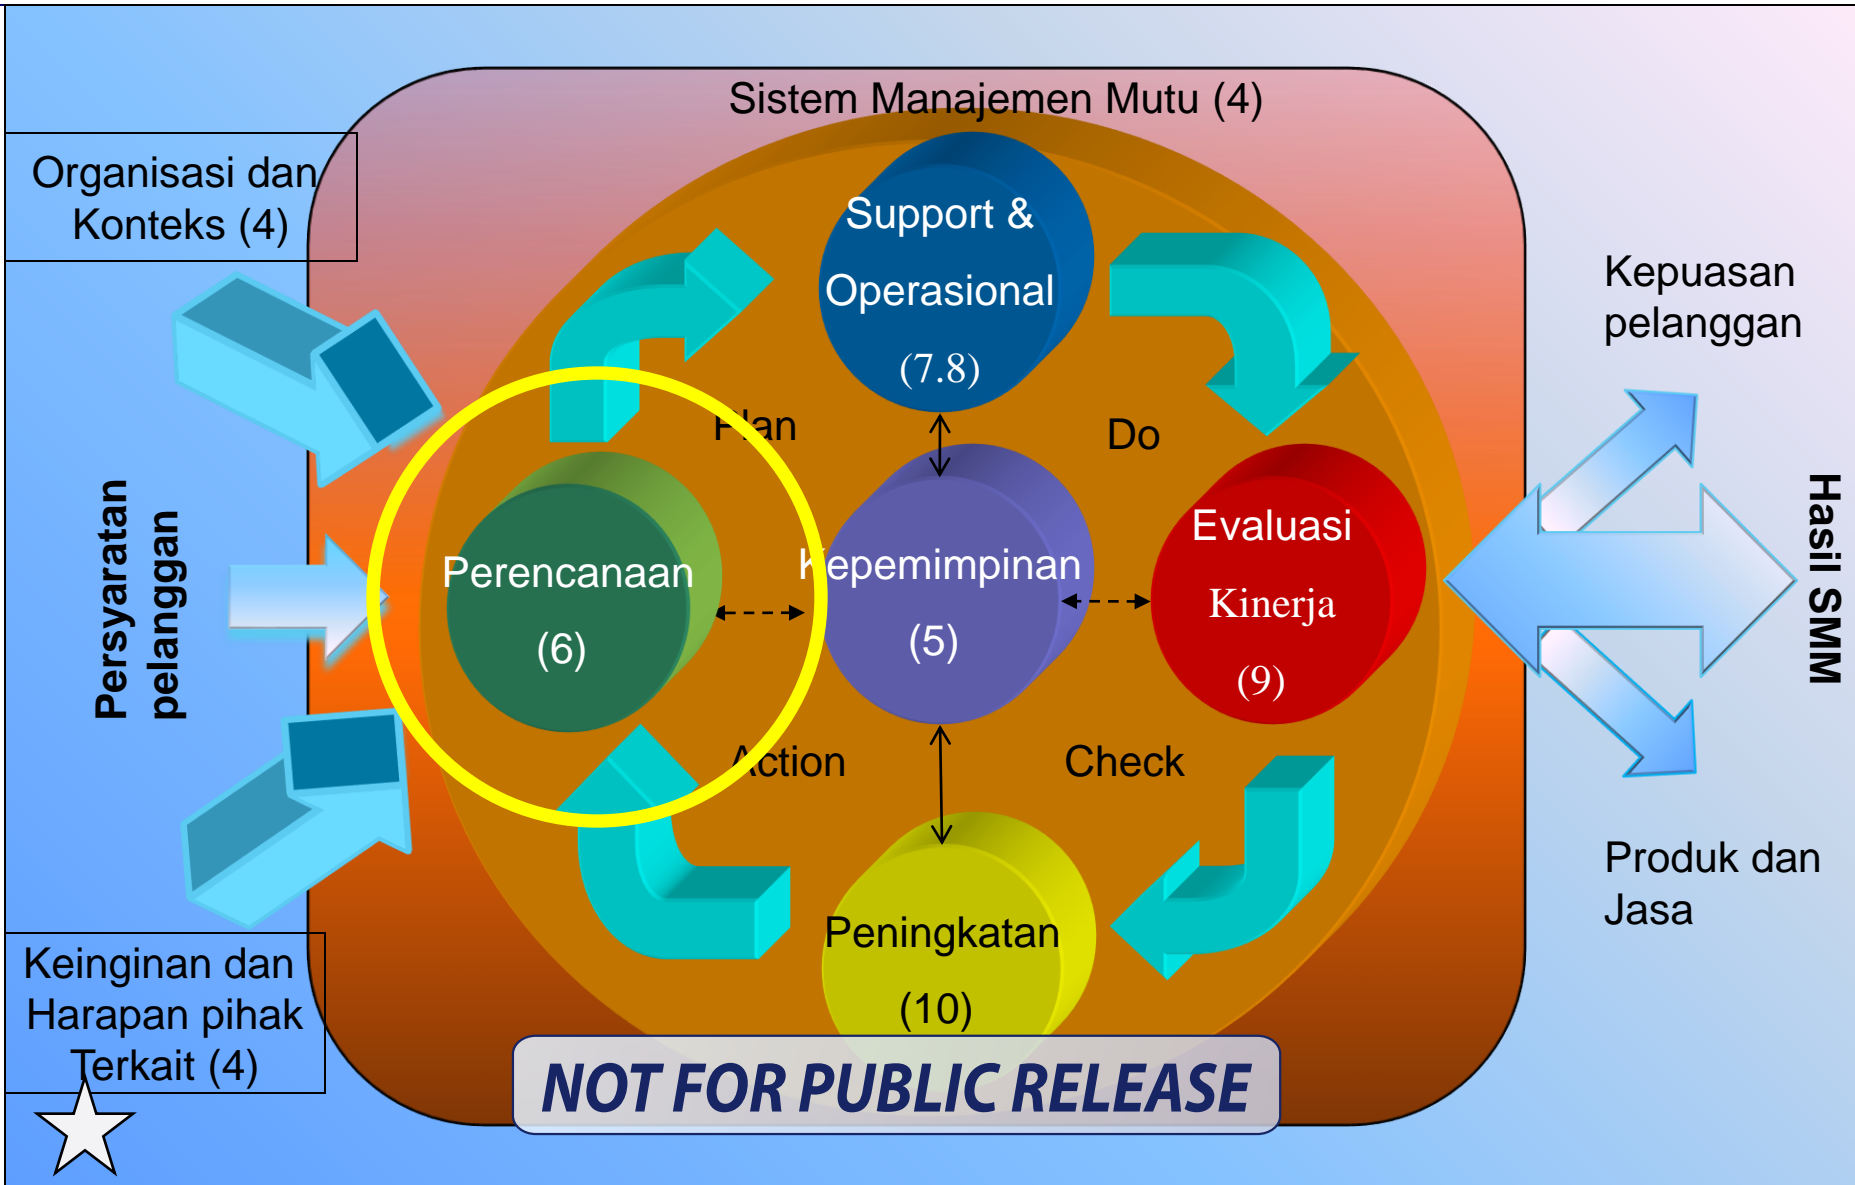 Sistem Manajemen Mutu (4)
Organisasi dan
Konteks (4)
Support &
Operasional
(7.8)
Kepuasan
pelanggan
Plan
Do
Persyaratan
pelanggan
Perencanaan
(6)
Kepemimpinan
(5)
Evaluasi
Kinerja
(9)
Hasil SMM
Action
Check
Peningkatan
(10)
Produk dan
Jasa
Keinginan dan
Harapan pihak
Terkait (4)
NOT FOR PUBLIC RELEASE